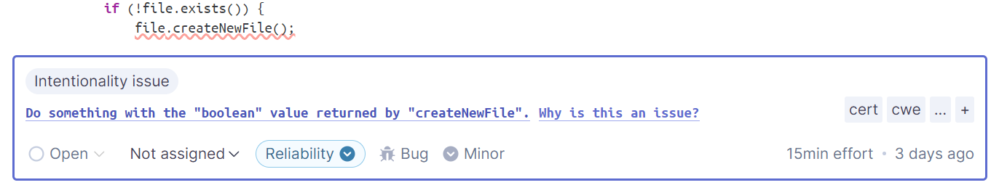 if (!file.exists()) {
file.createNewFile();
Intentionality issue
Do something with the "boolean" value returned by "createNewFile". Why is this an issue?
cert cwe ... +
Open Not assigned Reliability Bug Minor 15min effort • 3 days ago